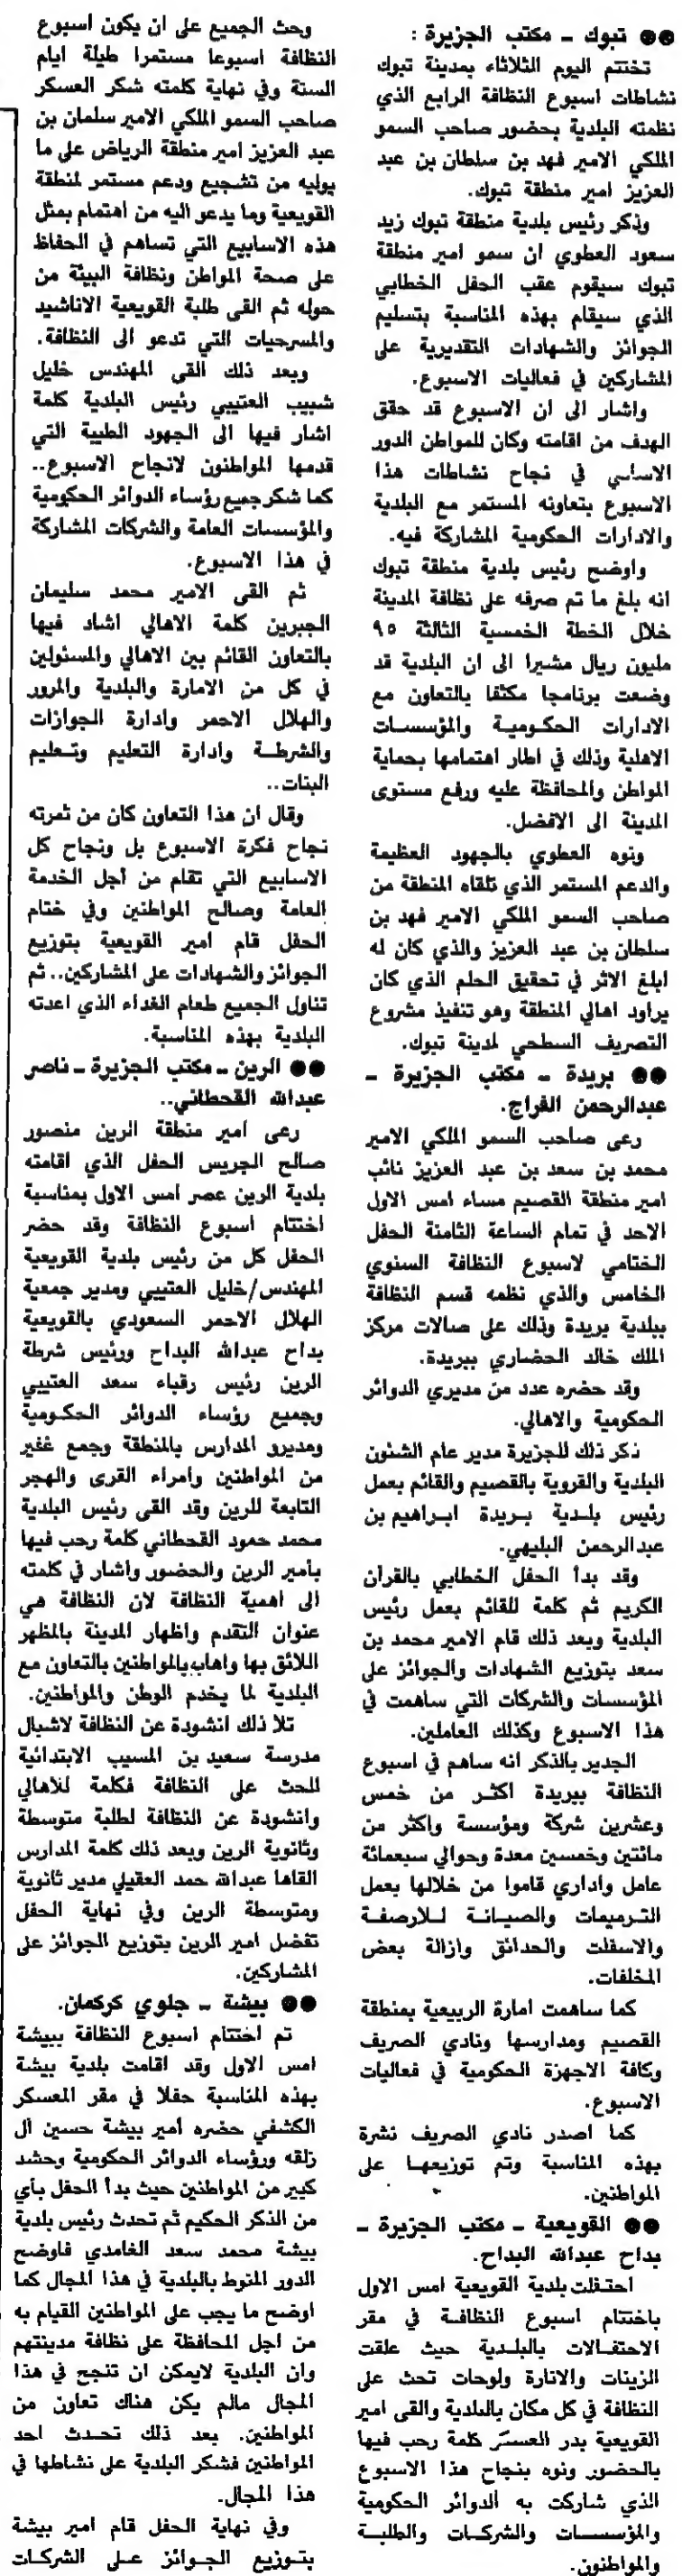 ●● تبوك ـ مكتب الجزيرة :
تختتم اليوم الثلاثاء بمدينة تبوك
نشاطات اسبوع النظافة الرابع الذي
نظمته البلدية بحضور صاحب السمو
الملكي الامير فهد بن سلطان بن عبد
العزيز امير منطقة تبوك.
وذكر رئيس بلدية منطقة تبوك زيد
سعود العطوي ان سمو امير منطقة
تبوك سيقوم عقب الحفل الخطابي
الذي سيقام بهذه المناسبة بتسليم
الجوائز والشهادات التقديرية على
المشاركين في فعاليات الاسبوع.
واشار الى ان الاسبوع قد حقق
الهدف من اقامته وكان للمواطن الدور
الاساسي في نجاح نشاطات هذا
الاسبوع بتعاونه المستمر مع البلدية
والادارات الحكومية المشاركة فيه.
واوضح رئيس بلدية منطقة تبوك
انه بلغ ما تم صرفه على نظافة المدينة
خلال الخطة الخمسية الثالثة ٩٥
مليون ريال مشيرا الى ان البلدية قد
وضعت برنامجا مكثفا بالتعاون مع
الادارات الحكومية والمؤسسات
الاهلية وذلك في اطار اهتمامها بحماية
المواطن والمحافظة عليه ورفع مستوى
المدينة الى الافضل.
ونوه العطوي بالجهود العظيمة
والدعم المستمر الذي تلقاه المنطقة من
صاحب السمو الملكي الامير فهد بن
سلطان بن عبد العزيز والذي كان له
ابلغ الاثر في تحقيق الحلم الذي كان
يراود اهالي المنطقة وهو تنفيذ مشروع
التصريف السطحي لمدينة تبوك.
●● بريدة ـ مكتب الجزيرة ـ
عبدالرحمن الفراج.
رعى صاحب السمو الملكي الامير
محمد بن سعد بن عبد العزيز نائب
امير منطقة القصيم مساء امس الاول
الاحد في تمام الساعة الثامنة الحفل
الختامي لاسبوع النظافة السنوي
الخامس والذي نظمه قسم النظافة
ببلدية بريدة وذلك على صالات مركز
الملك خالد الحضاري ببريدة.
وقد حضره عدد من مديري الدوائر
الحكومية والاهالي.
ذكر ذلك للجزيرة مدير عام الشئون
البلدية والقروية بالقصيم والقائم بعمل
رئيس بلدية بريدة ابراهيم بن
عبدالرحمن البليهي.
وقد بدأ الحفل الخطابي بالقرآن
الكريم ثم كلمة للقائم بعمل رئيس
البلدية وبعد ذلك قام الامير محمد بن
سعد بتوزيع الشهادات والجوائز على
المؤسسات والشركات التي ساهمت في
هذا الاسبوع وكذلك العاملين.
الجدير بالذكر انه ساهم في اسبوع
النظافة ببريدة اكثر من خمس
وعشرين شركة ومؤسسة واكثر من
مائتين وخمسين معدة وحوالي سبعمائة
عامل واداري قاموا من خلالها بعمل
الترميمات والصيانة للارصفة
والاسفلت والحدائق وازالة بعض
المخلفات.
كما ساهمت امارة الربيعية بمنطقة
القصيم ومدارسها ونادي الصريف
وكافة الاجهزة الحكومية في فعاليات
الاسبوع.
كما اصدر نادي الصريف نشرة
بهذه المناسبة وتم توزيعها على
المواطنين.
●● القويعية ـ مكتب الجزيرة ـ
بداح عبدالله البداح.
احتفلت بلدية القويعية امس الاول
باختتام اسبوع النظافة في مقر
الاحتفالات بالبلدية حيث علقت
الزينات والانارة ولوحات تحث على
النظافة في كل مكان بالبلدية والقى امير
القويعية بدر العسكر كلمة رحب فيها
بالحضور ونوه بنجاح هذا الاسبوع
الذي شاركت به الدوائر الحكومية
والمؤسسات والشركات والطلبة
والمواطنون.
وحث الجميع على ان يكون اسبوع
النظافة اسبوعا مستمرا طيلة ايام
السنة وفي نهاية كلمته شكر العسكر
صاحب السمو الملكي الامير سلمان بن
عبد العزيز امير منطقة الرياض على ما
يوليه من تشجيع ودعم مستمر لمنطقة
القويعية وما يدعو اليه من اهتمام بمثل
هذه الاسابيع التي تساهم في الحفاظ
على صحة المواطن ونظافة البيئة من
حوله ثم القى طلبة القويعية الاناشيد
والمسرحيات التي تدعو الى النظافة.
وبعد ذلك القى المهندس خليل
شبيب العتيبي رئيس البلدية كلمة
اشار فيها الى الجهود الطيبة التي
قدمها المواطنون لانجاح الاسبوع..
كما شكر جميع رؤساء الدوائر الحكومية
والمؤسسات العامة والشركات المشاركة
في هذا الاسبوع.
ثم القى الامير محمد سليمان
الجبرين كلمة الاهالي اشاد فيها
بالتعاون القائم بين الاهالي والمسئولين
في كل من الامارة والبلدية والمرور
والهلال الاحمر وادارة الجوازات
والشرطة وادارة التعليم وتعليم
البنات..
وقال ان هذا التعاون كان من ثمرته
نجاح فكرة الاسبوع بل ونجاح كل
الاسابيع التي تقام من أجل الخدمة
العامة وصالح المواطنين وفي ختام
الحفل قام امير القويعية بتوزيع
الجوائز والشهادات على المشاركين.. ثم
تناول الجميع طعام الغداء الذي اعدته
البلدية بهذه المناسبة.
●● الرين ـ مكتب الجزيرة ـ ناصر
عبدالله القحطاني..
رعى امير منطقة الرين منصور
صالح الجريس الحفل الذي اقامته
بلدية الرين عصر امس الاول بمناسبة
اختتام اسبوع النظافة وقد حضر
الحفل كل من رئيس بلدية القويعية
المهندس/خليل العتيبي ومدير جمعية
الهلال الاحمر السعودي بالقويعية
بداح عبدالله البداح ورئيس شرطة
الرين رئيس رقباء سعد العتيبي
وجميع رؤساء الدوائر الحكومية
ومديرو المدارس بالمنطقة وجمع غفير
من المواطنين وامراء القرى والهجر
التابعة للرين وقد القى رئيس البلدية
محمد حمود القحطاني كلمة رحب فيها
بأمير الرين والحضور واشار في كلمته
الى اهمية النظافة لان النظافة هي
عنوان التقدم واظهار المدينة بالمظهر
اللائق بها واهاب بالمواطنين بالتعاون مع
البلدية لما يخدم الوطن والمواطنين.
تلا ذلك انشودة عن النظافة لاشبال
مدرسة سعيد بن المسيب الابتدائية
للحث على النظافة فكلمة للاهالي
وانشودة عن النظافة لطلبة متوسطة
وثانوية الرين وبعد ذلك كلمة المدارس
القاها عبدالله حمد العقيلي مدير ثانوية
ومتوسطة الرين وفي نهاية الحفل
تفضل امير الرين بتوزيع الجوائز على
المشاركين.
●● بيشة ـ جلوي كركمان.
تم اختتام اسبوع النظافة ببيشة
امس الاول وقد اقامت بلدية بيشة
بهذه المناسبة حفلا في مقر المعسكر
الكشفي حضره أمير بيشة حسين آل
زلفه ورؤساء الدوائر الحكومية وحشد
كبير من المواطنين حيث بدأ الحفل بأي
من الذكر الحكيم ثم تحدث رئيس بلدية
بيشة محمد سعد الغامدي فاوضح
الدور المنوط بالبلدية في هذا المجال كما
اوضح ما يجب على المواطنين القيام به
من اجل المحافظة على نظافة مدينتهم
وان البلدية لايمكن ان تنجح في هذا
المجال مالم يكن هناك تعاون من
المواطنين. بعد ذلك تحدث احد
المواطنين فشكر البلدية على نشاطها في
هذا المجال.
وفي نهاية الحفل قام امير بيشة
بتوزيع الجوائز على الشركات